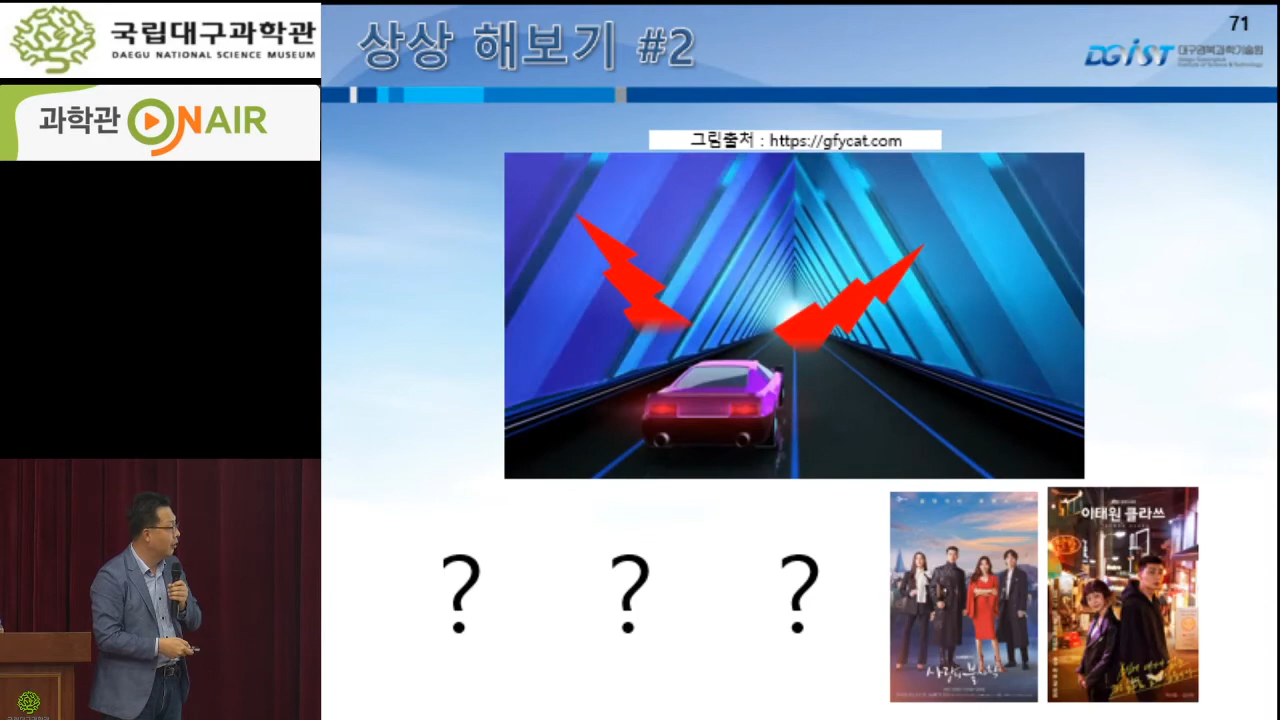 국립대구과학관
DAEGU NATIONAL SCIENCE MUSEUM
과학관 ONAIR
상상 해보기 #2
71
DGIST 대구경북과학기술원
그림출처 : https://gfycat.com
? ? ?
사랑의 불시착
이태원 클라쓰